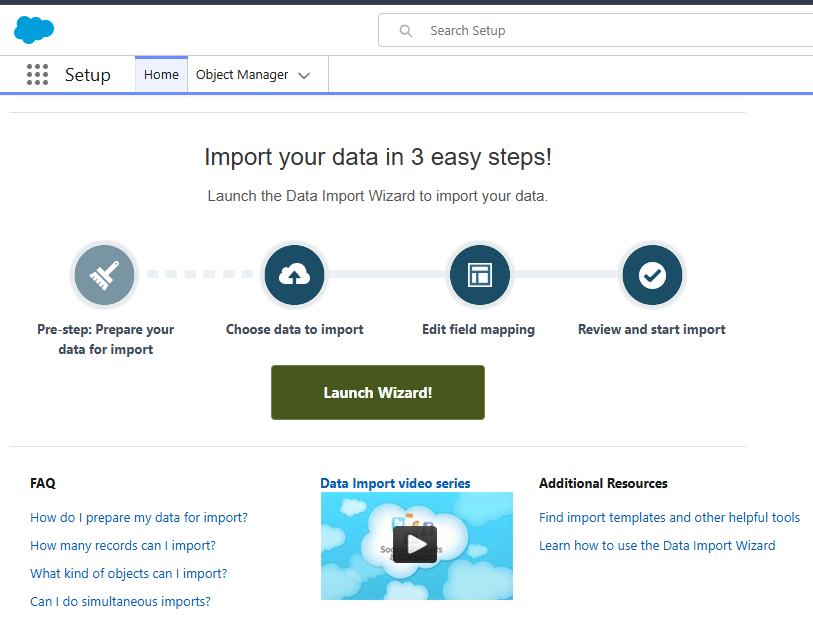 Search Setup
Setup
Home
Object Manager
Import your data in 3 easy steps!
Launch the Data Import Wizard to import your data.
Pre-step: Prepare your
data for import
Choose data to import
Edit field mapping
Review and start import
Launch Wizard!
FAQ
How do I prepare my data for import?
How many records can I import?
What kind of objects can I import?
Can I do simultaneous imports?
Data Import video series
Additional Resources
Find import templates and other helpful tools
Learn how to use the Data Import Wizard